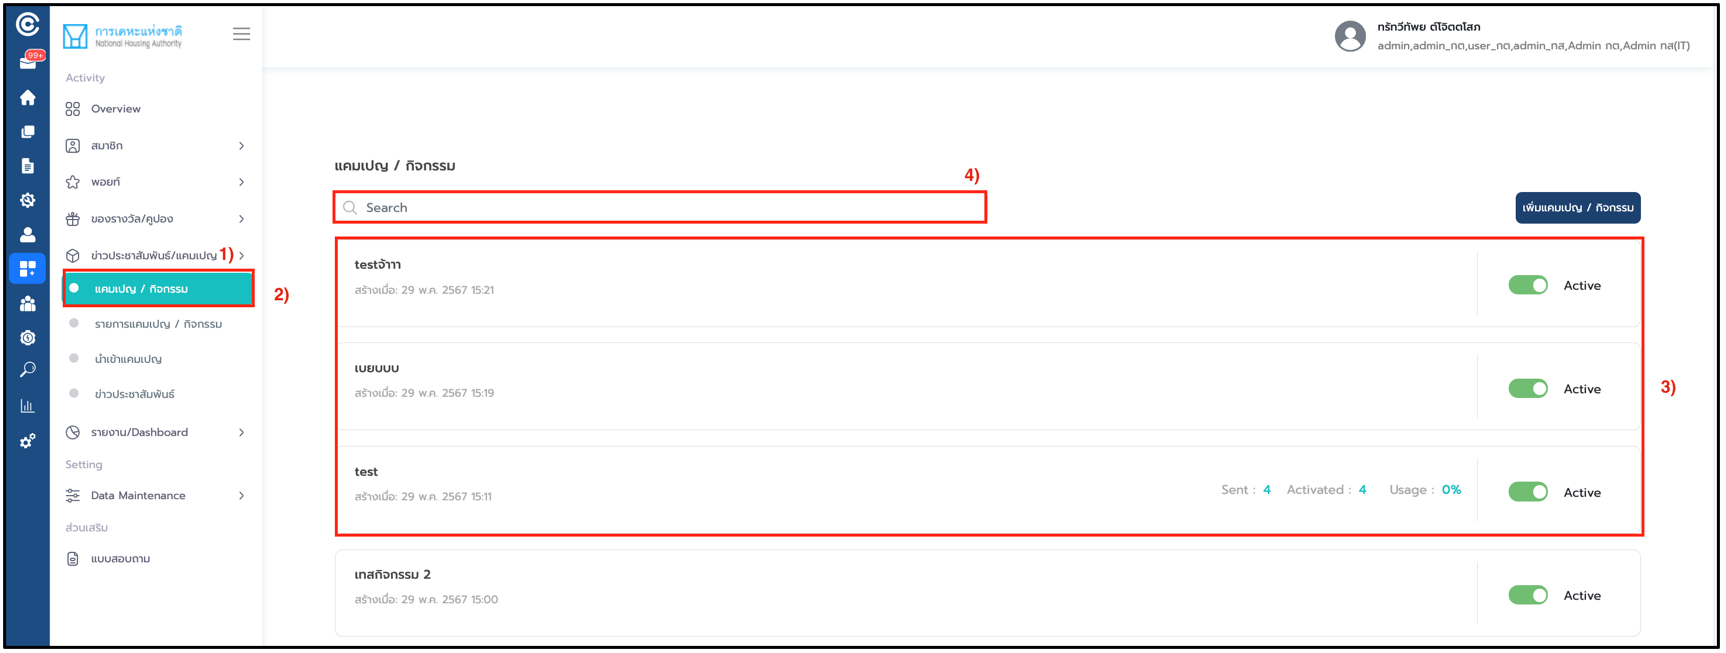 การเคหะแห่งชาติ
National Housing Authority
ทรัทวีทัพย ต์โจิตตโสภ
admin,admin_กต,user_กต,admin_กส,Admin กต,Admin กส(IT)
99+
Activity
Overview
สมาชิก
พอยท์
ของรางวัล/คูปอง
ข่าวประชาสัมพันธ์/แคมเปญ 1)
แคมเปญ / กิจกรรม
2)
รายการแคมเปญ / กิจกรรม
นำเข้าแคมเปญ
ข่าวประชาสัมพันธ์
รายงาน/Dashboard
Setting
Data Maintenance
ส่วนเสริม
แบบสอบถาม
แคมเปญ / กิจกรรม
4)
Search
เพิ่มแคมเปญ / กิจกรรม
testจ้าาา
สร้างเมื่อ: 29 พ.ค. 2567 15:21
Active
เบยบบบ
สร้างเมื่อ: 29 พ.ค. 2567 15:19
Active
3)
test
สร้างเมื่อ: 29 พ.ค. 2567 15:11
Sent : 4 Activated : 4 Usage : 0%
Active
เทสกิจกรรม 2
สร้างเมื่อ: 29 พ.ค. 2567 15:00
Active